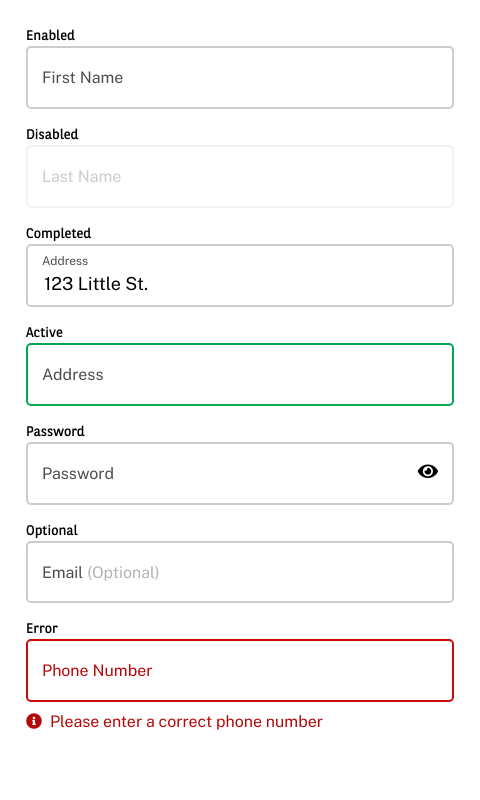 Enabled
First Name
Disabled
Last Name
Completed
Address
123 Little St.
Active
Address
Password
Password
Optional
Email (Optional)
Error
Phone Number
Please enter a correct phone number